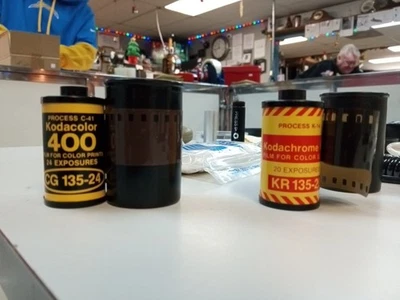 PROCESS C-41
Kodacolor
400
FILM FOR COLOR PRINTS
24 EXPOSURES
CG 135-24
PROCESS K-14
Kodachrome
FILM FOR COLOR
20 EXPOSURES
KR 135-2